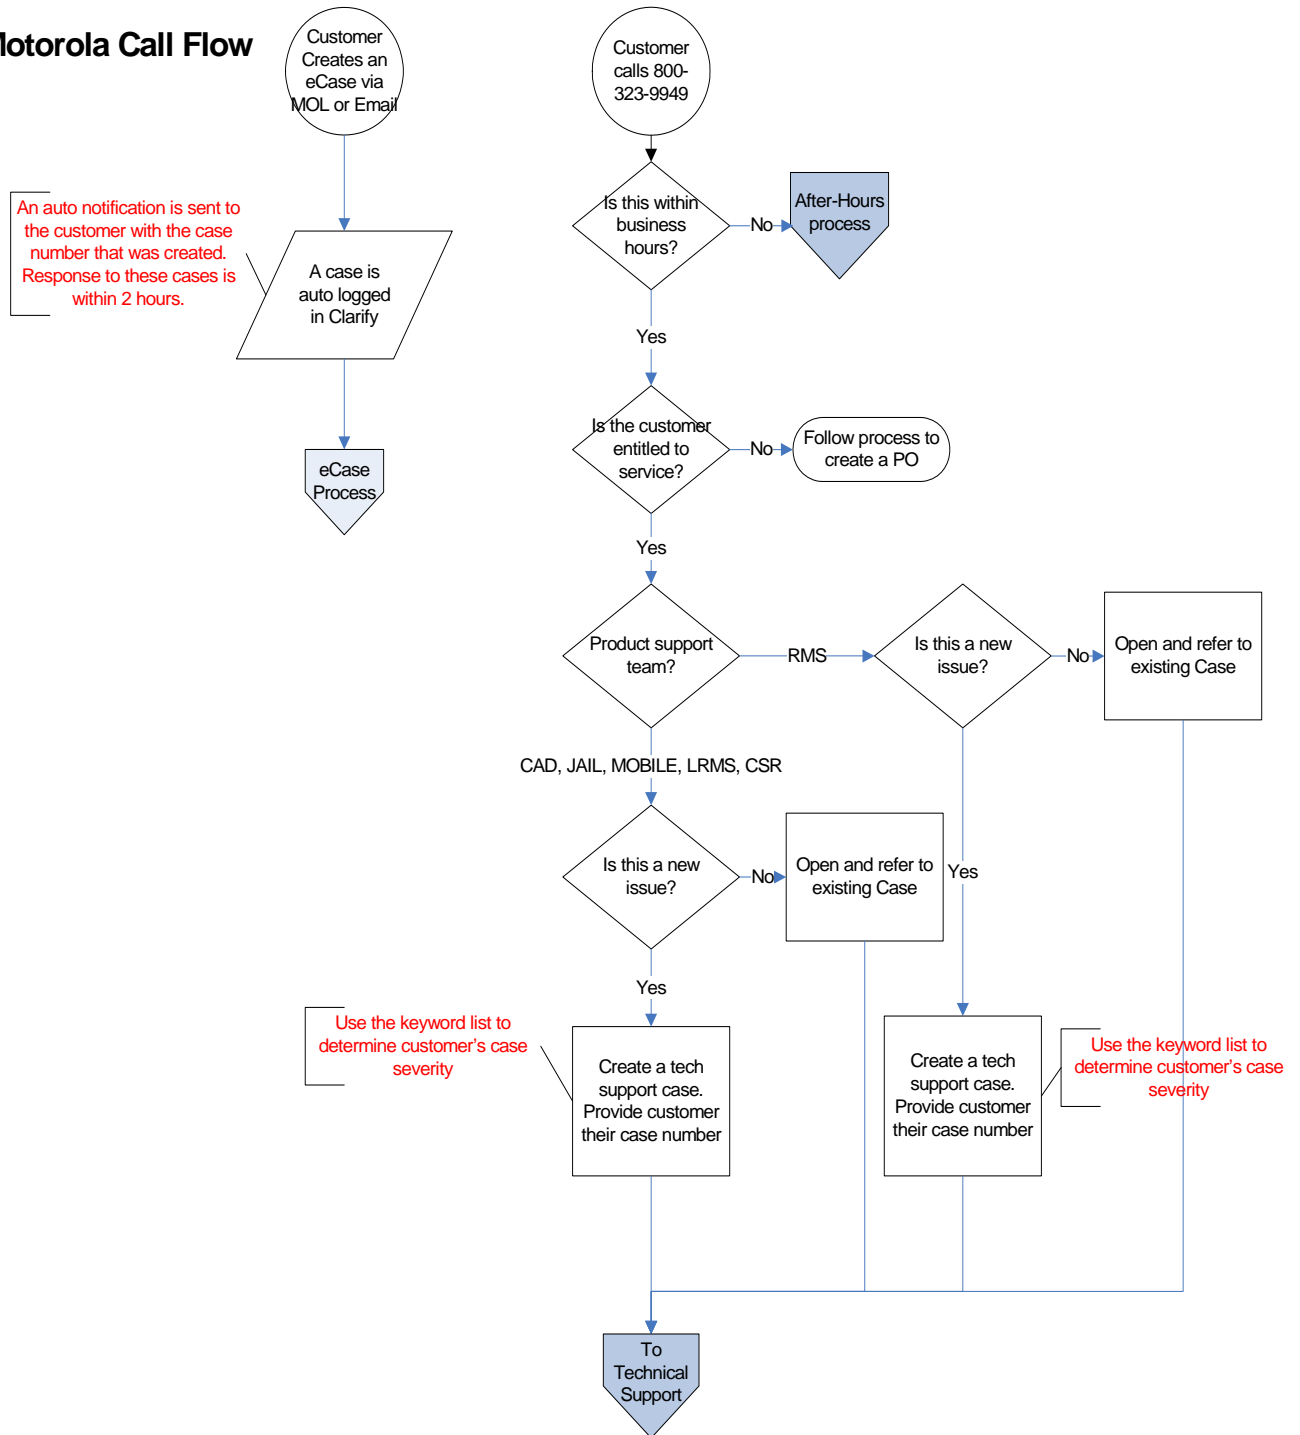 Motorola Call Flow
Customer
Creates an
eCase via
MOL or Email
Customer
calls 800-
323-9949
An auto notification is sent to
the customer with the case
number that was created.
Response to these cases is
within 2 hours.
A case is
auto logged
in Clarify
eCase
Process
Is this within
business
hours?
No
After-Hours
process
Yes
Is the customer
entitled to
service?
No
Follow process to
create a PO
Yes
Product support
team?
RMS
Is this a new
issue?
No
Open and refer to
existing Case
CAD, JAIL, MOBILE, LRMS, CSR
Is this a new
issue?
No
Open and refer to
existing Case
Yes
Yes
Use the keyword list to
determine customer’s case
severity
Create a tech
support case.
Provide customer
their case number
Create a tech
support case.
Provide customer
their case number
Use the keyword list to
determine customer’s case
severity
To
Technical
Support